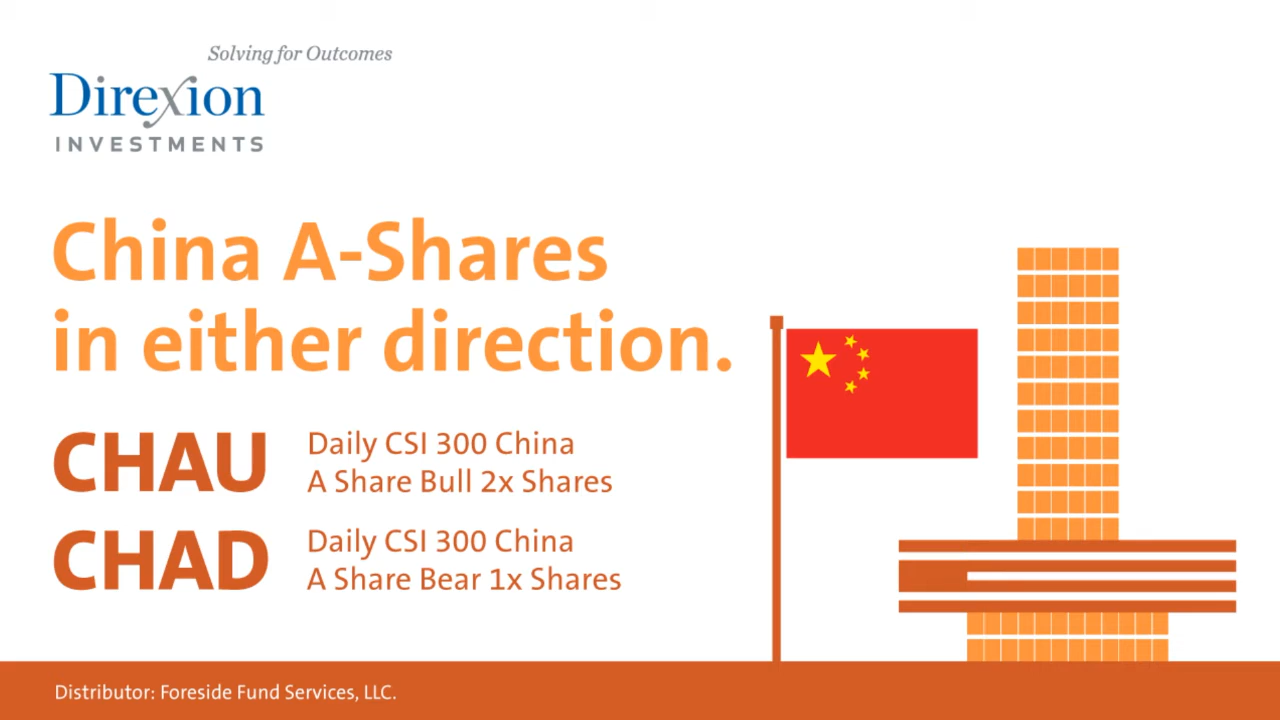 Solving for Outcomes
Direxion
INVESTMENTS
China A-Shares
in either direction.
CHAU
Daily CSI 300 China
A Share Bull 2x Shares
CHAD
Daily CSI 300 China
A Share Bear 1x Shares
Distributor: Foreside Fund Services, LLC.